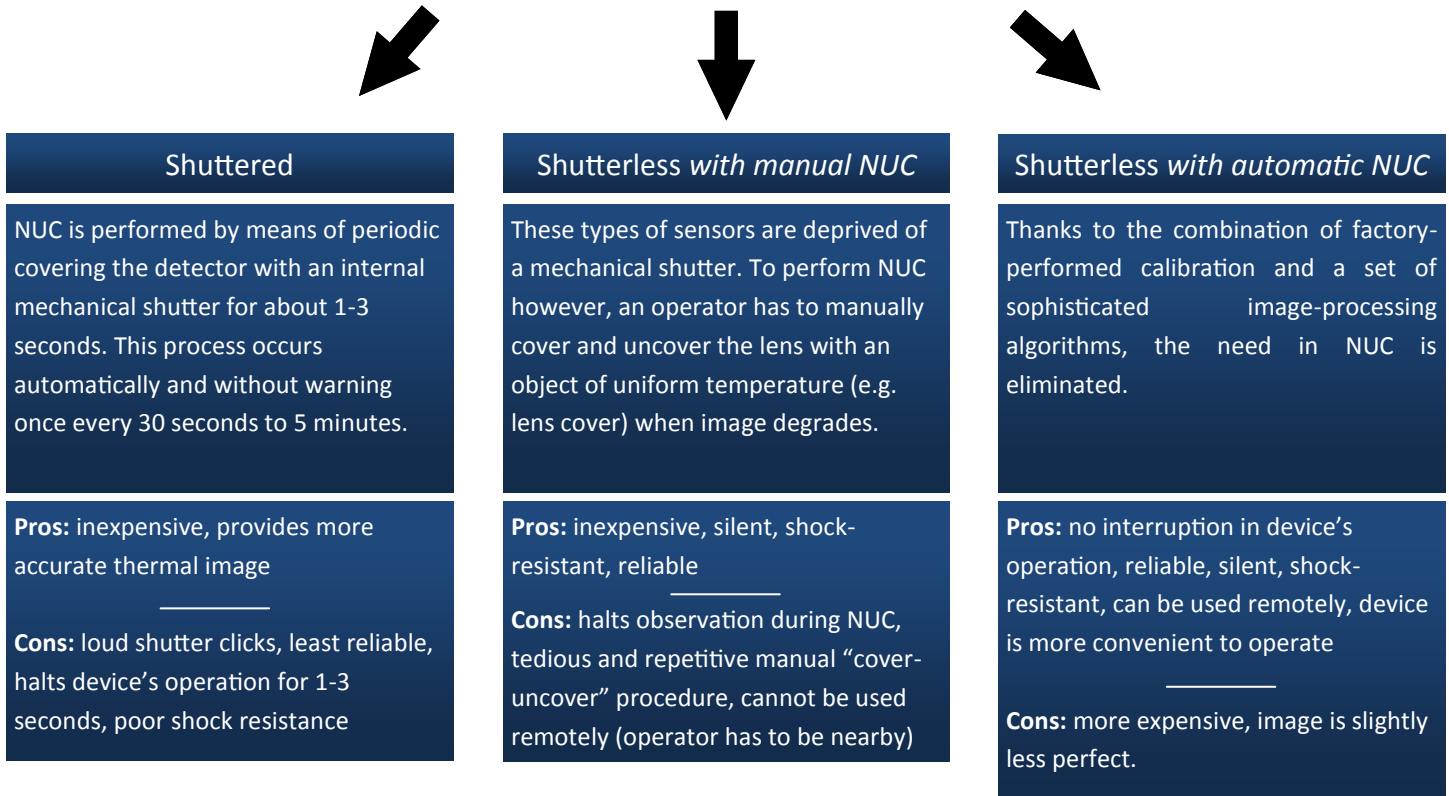 Shuttered
NUC is performed by means of periodic
covering the detector with an internal
mechanical shutter for about 1-3
seconds. This process occurs
automatically and without warning
once every 30 seconds to 5 minutes.
Pros: inexpensive, provides more
accurate thermal image
Cons: loud shutter clicks, least reliable,
halts device’s operation for 1-3
seconds, poor shock resistance
Shutterless with manual NUC
These types of sensors are deprived of
a mechanical shutter. To perform NUC
however, an operator has to manually
cover and uncover the lens with an
object of uniform temperature (e.g.
lens cover) when image degrades.
Pros: inexpensive, silent, shock-
resistant, reliable
Cons: halts observation during NUC,
tedious and repetitive manual “cover-
uncover” procedure, cannot be used
remotely (operator has to be nearby)
Shutterless with automatic NUC
Thanks to the combination of factory-
performed calibration and a set of
sophisticated image-processing
algorithms, the need in NUC is
eliminated.
Pros: no interruption in device’s
operation, reliable, silent, shock-
resistant, can be used remotely, device
is more convenient to operate
Cons: more expensive, image is slightly
less perfect.